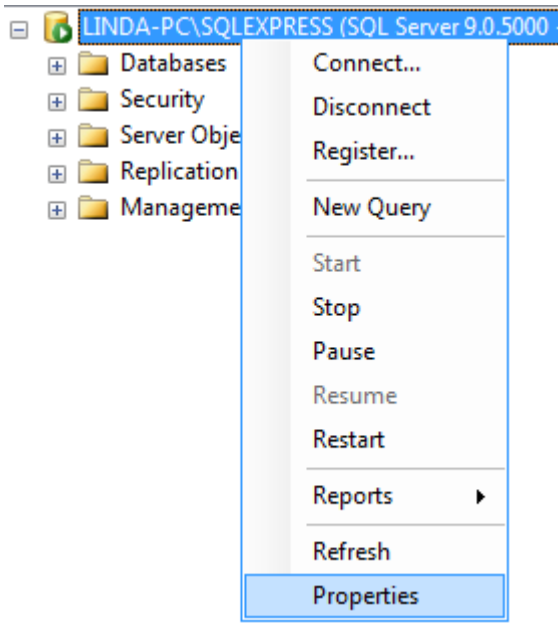 LINDA-PC\SQLEXPRESS (SQL Server 9.0.5000 -
Databases
Security
Server Obje
Replication
Manageme
Connect...
Disconnect
Register...
New Query
Start
Stop
Pause
Resume
Restart
Reports
Refresh
Properties